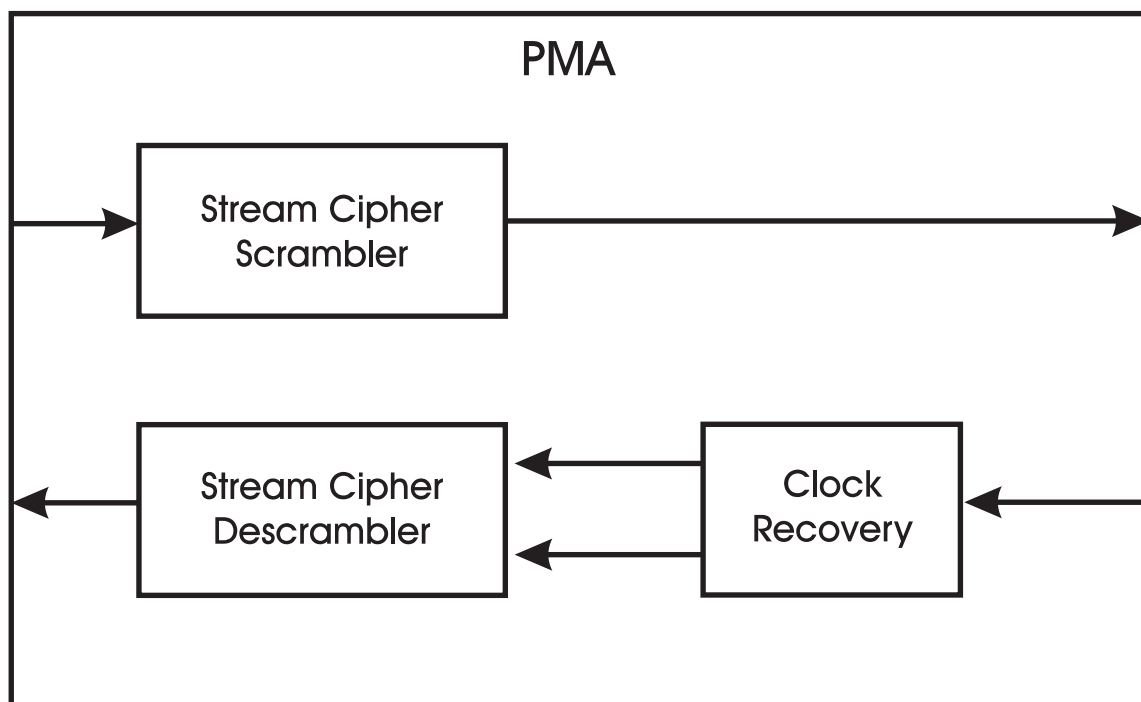 PMA
Stream Cipher
Scrambler
Stream Cipher
Descrambler
Clock
Recovery